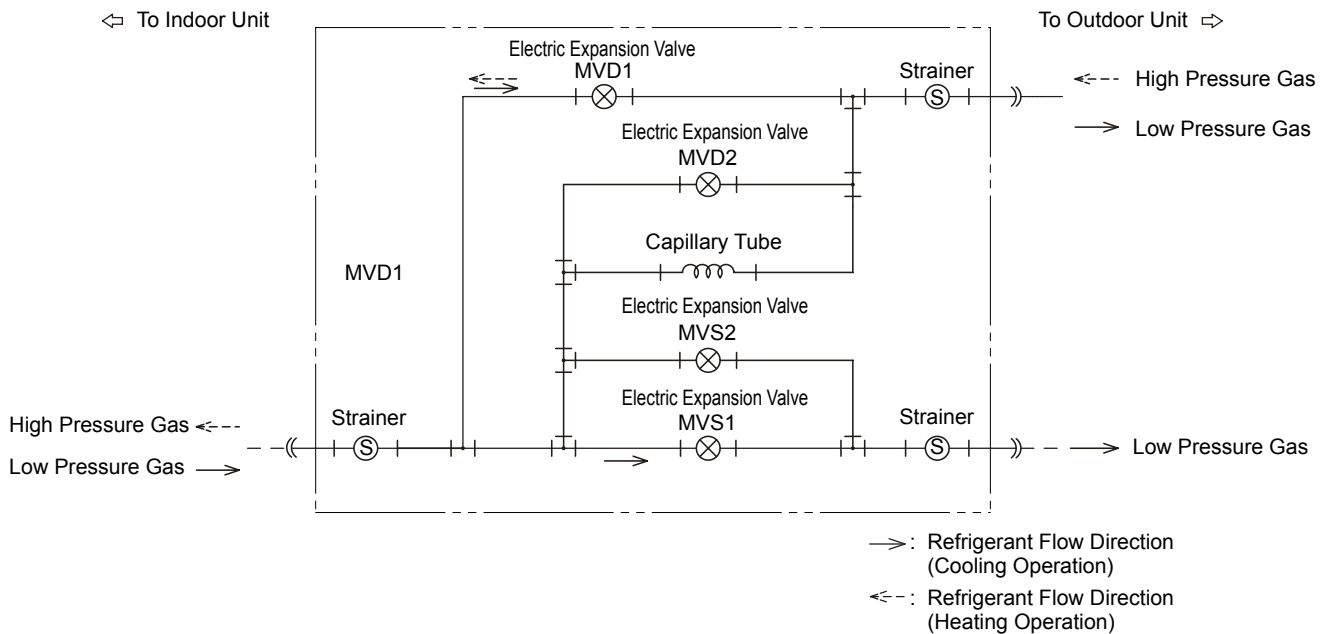 ⇦ To Indoor Unit
To Outdoor Unit ⇨
Electric Expansion Valve
MVD1
Strainer
S
High Pressure Gas
Low Pressure Gas
Electric Expansion Valve
MVD2
Capillary Tube
MVD1
Electric Expansion Valve
MVS2
Electric Expansion Valve
MVS1
High Pressure Gas
Low Pressure Gas
Strainer
S
Strainer
S
Low Pressure Gas
: Refrigerant Flow Direction
(Cooling Operation)
: Refrigerant Flow Direction
(Heating Operation)